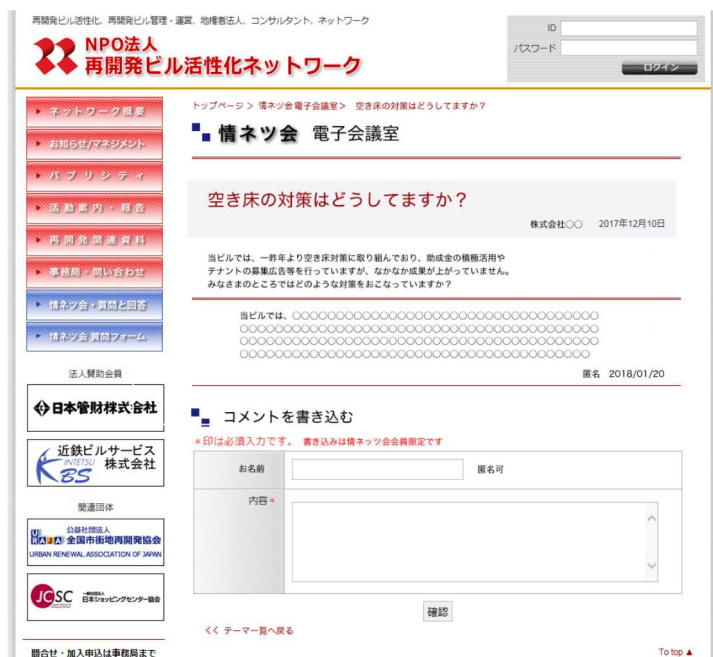 再開発ビル活性化、再開発ビル管理・運営、地権者法人、コンサルタント、ネットワーク
NPO法人
再開発ビル活性化ネットワーク
ID
パスワード
ログイン
ネットワーク概要
お知らせ/マネジメント
パブリシティ
活動案内・報告
再開発関連資料
事務局・問い合わせ
情ネツ会・質問と回答
情ネツ会 質問フォーム
法人賛助会員
日本管財株式会社
近鉄ビルサービス
KINTETSU 株式会社
KBS
関連団体
公益社団法人
URAJA 全国市街地再開発協会
URBAN RENEWAL ASSOCIATION OF JAPAN
JCSC 一般社団法人
日本ショッピングセンター協会
問合せ・加入申込は事務局まで
トップページ > 情ネツ会電子会議室> 空き床の対策はどうしてますか?
情ネツ会 電子会議室
空き床の対策はどうしてますか?
株式会社○○ 2017年12月10日
当ビルでは、一昨年より空き床対策に取り組んでおり、助成金の積極活用や
テナントの募集広告等を行っていますが、なかなか成果が上がっていません。
みなさまのところではどのような対策をおこなっていますか?
当ビルでは、○○○○○○○○○○○○○○○○○○○○○○○○○○○○○○○○○○○
○○○○○○○○○○○○○○○○○○○○○○○○○○○○○○○○○○○○○○○○○
○○○○○○○○○○○○○○○○○○○○○○○○○○○○○○○○○○○○○○○○○
○○○○○○○○○○○○○○○○○○○○○○○○○○○○○○○○○○○○○○○○
匿名 2018/01/20
コメントを書き込む
*印は必須入力です。 書き込みは情ネッツ会会員限定です
お名前
匿名可
内容*
確認
<< テーマ一覧へ戻る
To top ▲